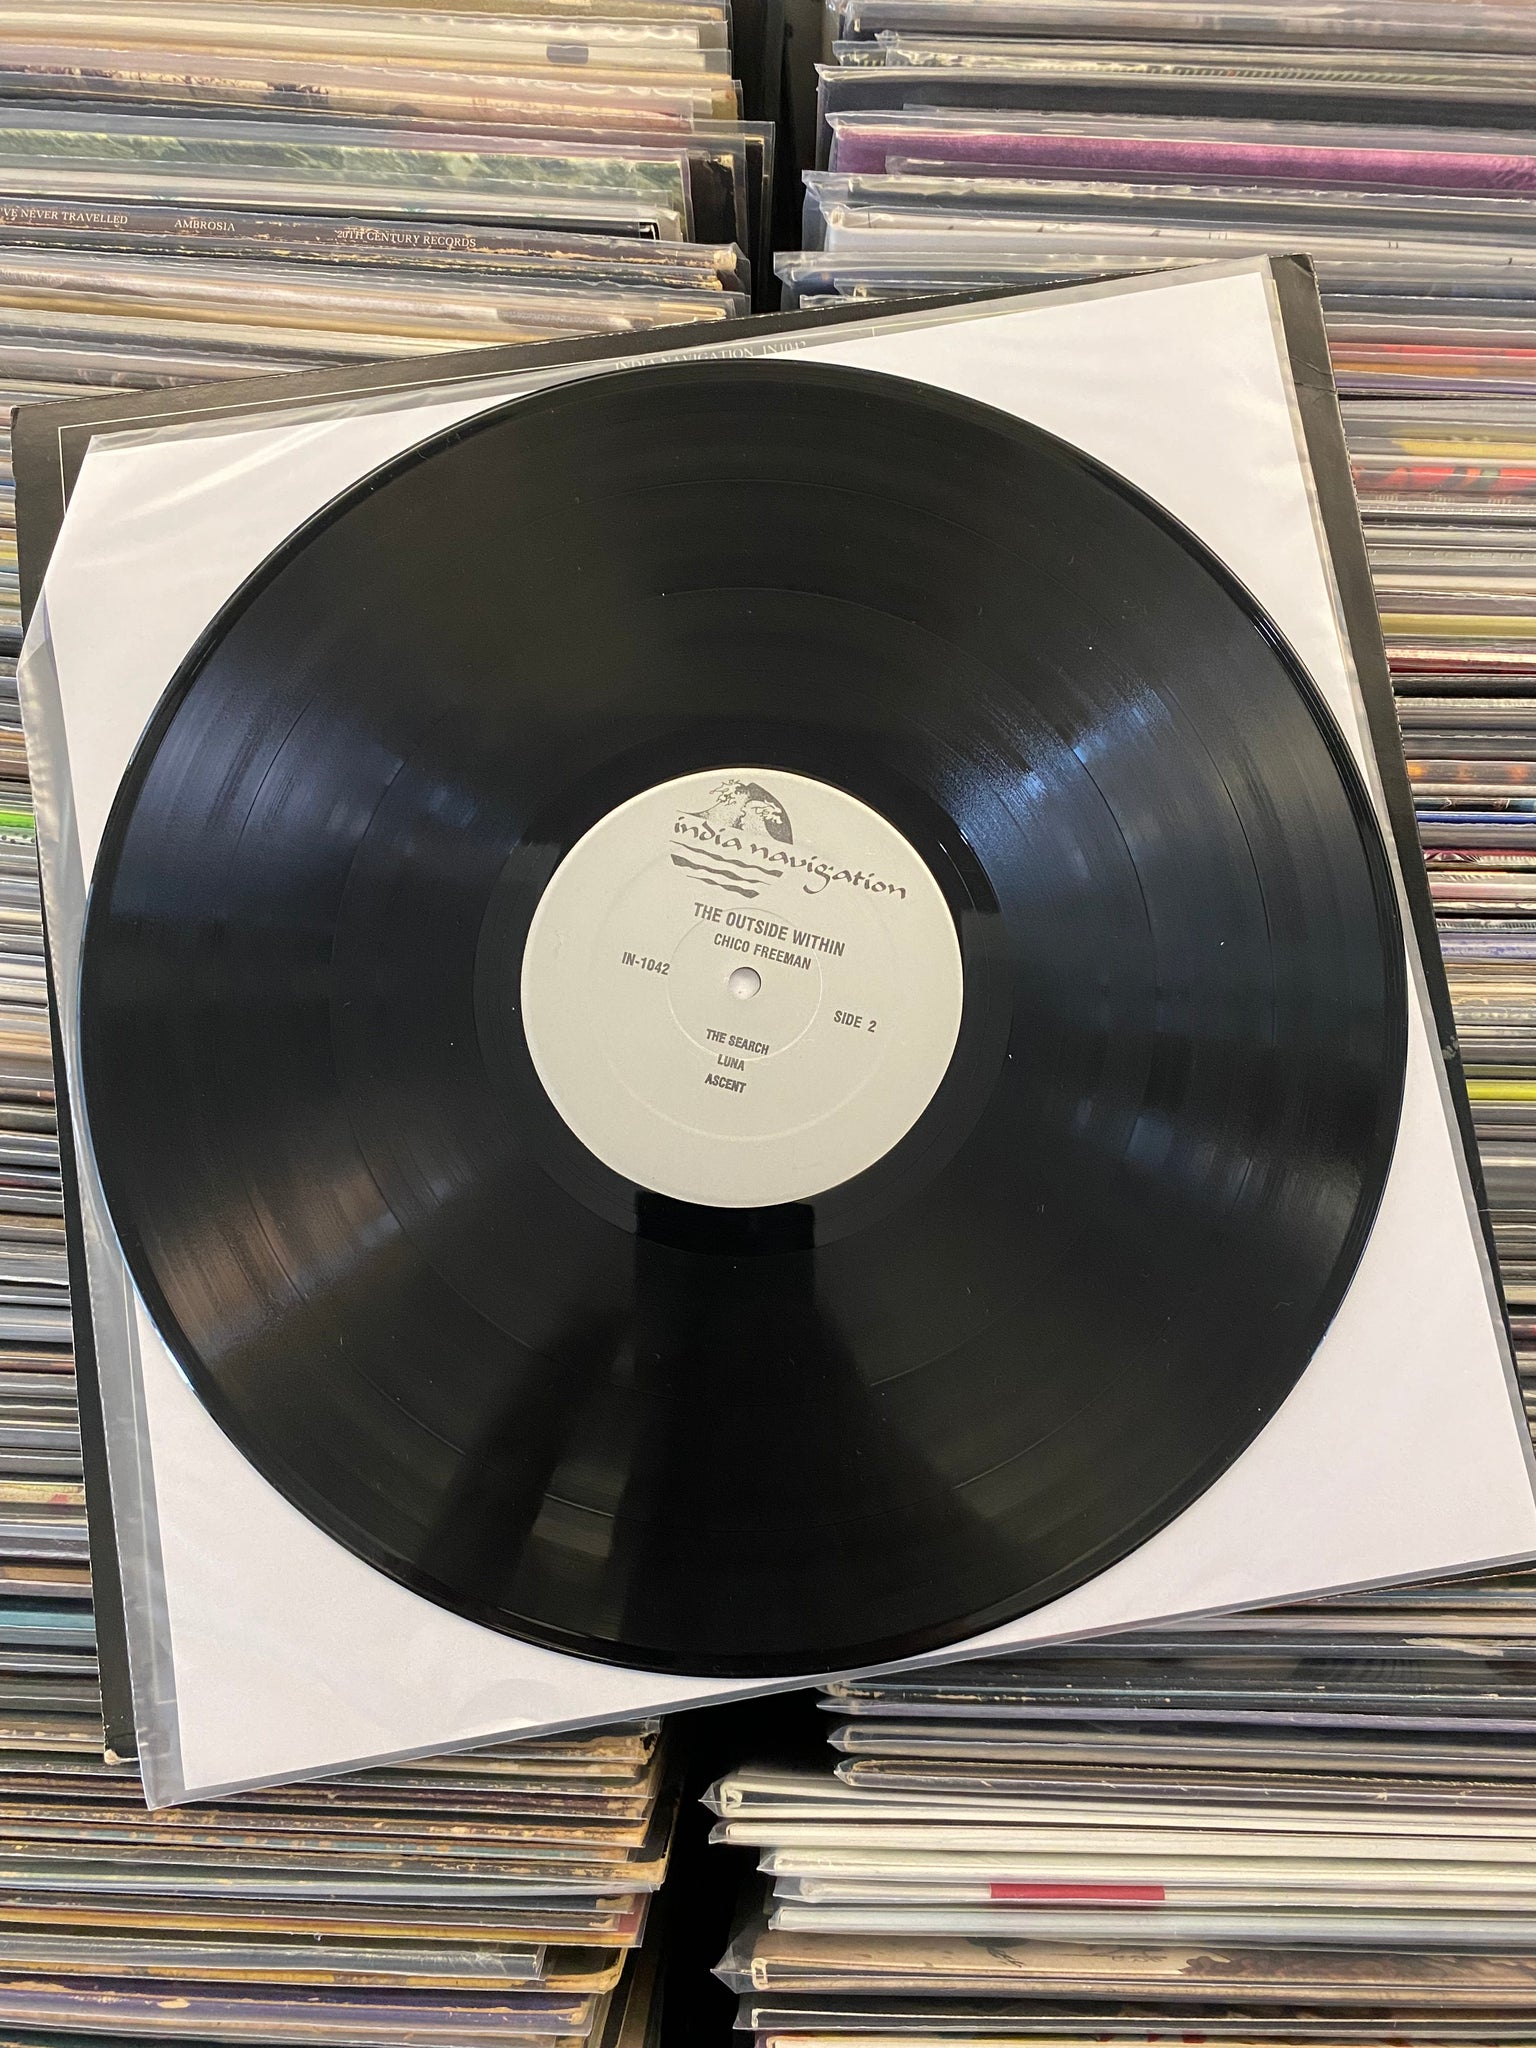 'VE NEVER TRAVELLED AMBROSIA 20TH CENTURY RECORDS
INDIA NAVIGATION IN1042
india navigation
THE OUTSIDE WITHIN
CHICO FREEMAN
IN-1042
SIDE 2
THE SEARCH
LUNA
ASCENT